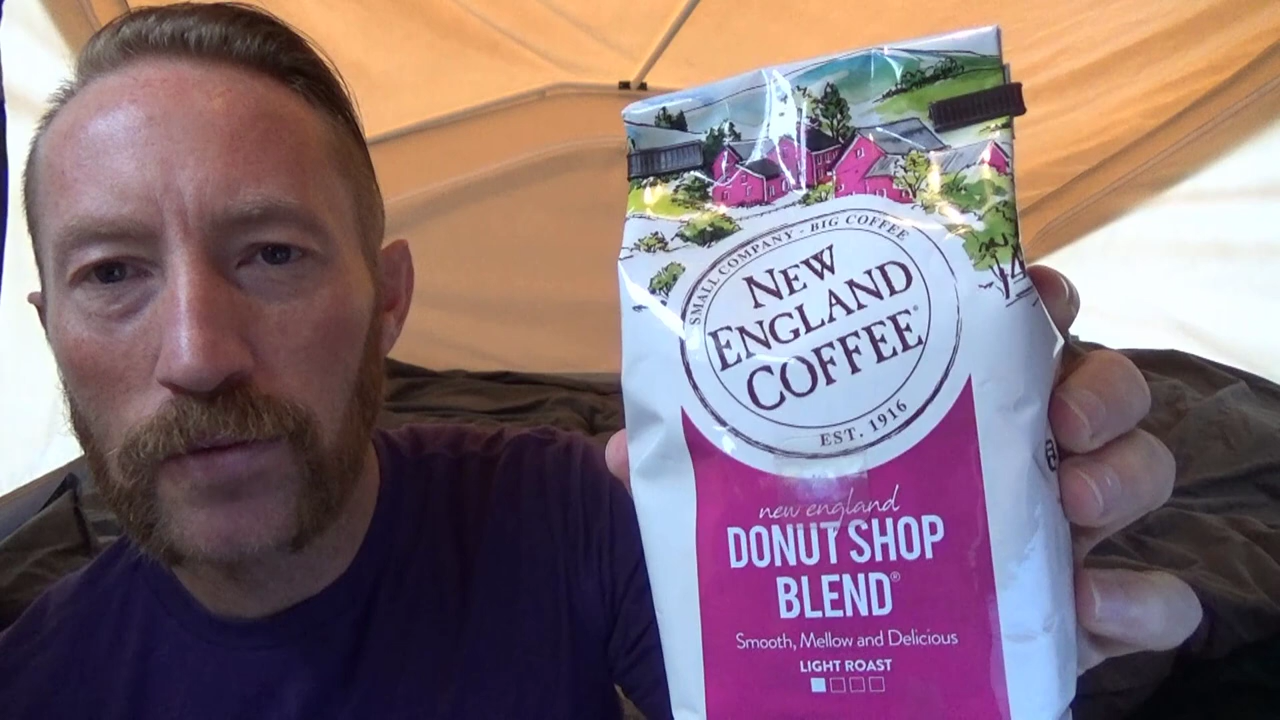 SMALL COMPANY - BIG COFFEE
NEW
ENGLAND
COFFEE®
EST. 1916
new england
DONUT SHOP
BLEND®
Smooth, Mellow and Delicious
LIGHT ROAST